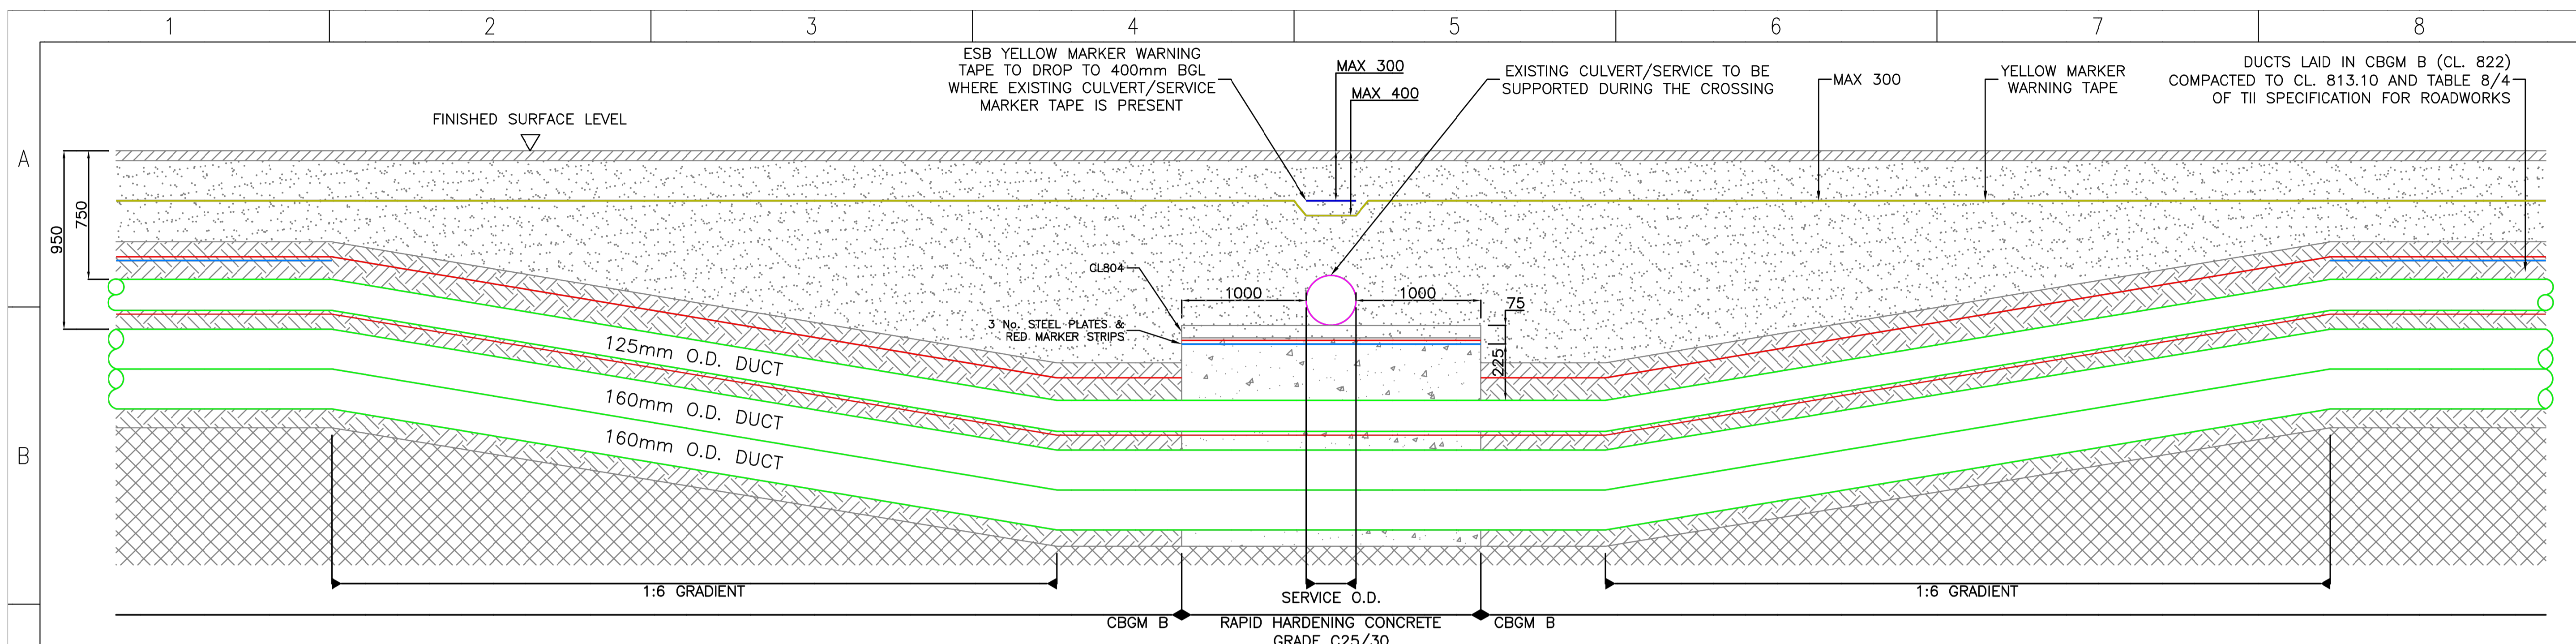 1
2
3
4
5
6
7
8
A
B
ESB YELLOW MARKER WARNING
TAPE TO DROP TO 400mm BGL
WHERE EXISTING CULVERT/SERVICE
MARKER TAPE IS PRESENT
MAX 300
MAX 400
EXISTING CULVERT/SERVICE TO BE
SUPPORTED DURING THE CROSSING
MAX 300
YELLOW MARKER
WARNING TAPE
DUCTS LAID IN CBGM B (CL. 822)
COMPACTED TO CL. 813.10 AND TABLE 8/4
OF TII SPECIFICATION FOR ROADWORKS
FINISHED SURFACE LEVEL
950
750
CL804
1000
1000
75
225
3 No. STEEL PLATES &
RED MARKER STRIPS
125mm O.D. DUCT
160mm O.D. DUCT
160mm O.D. DUCT
1:6 GRADIENT
SERVICE O.D.
1:6 GRADIENT
CBGM B
RAPID HARDENING CONCRETE
GRADE C25/30
CBGM B